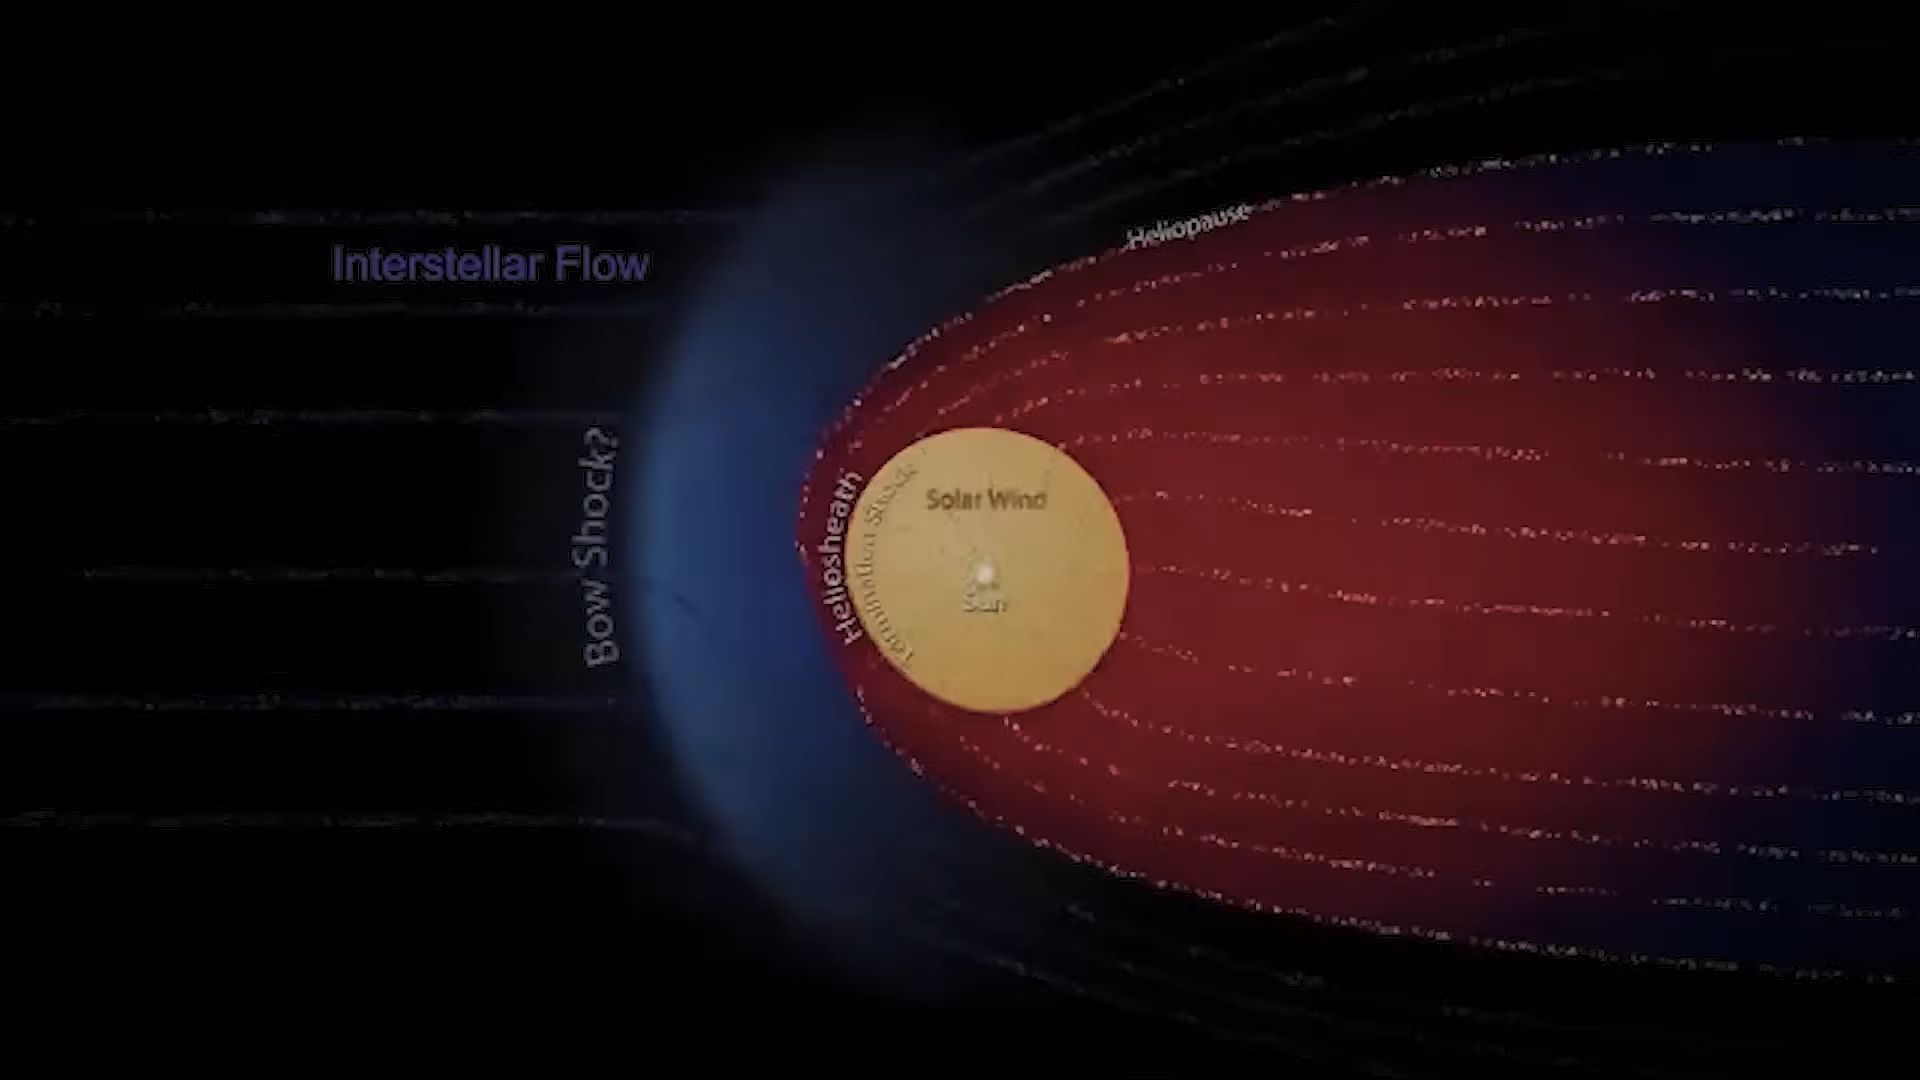 Interstellar Flow
Heliopause
Bow Shock?
Heliosheath
Termination Shock
Solar Wind
Sun